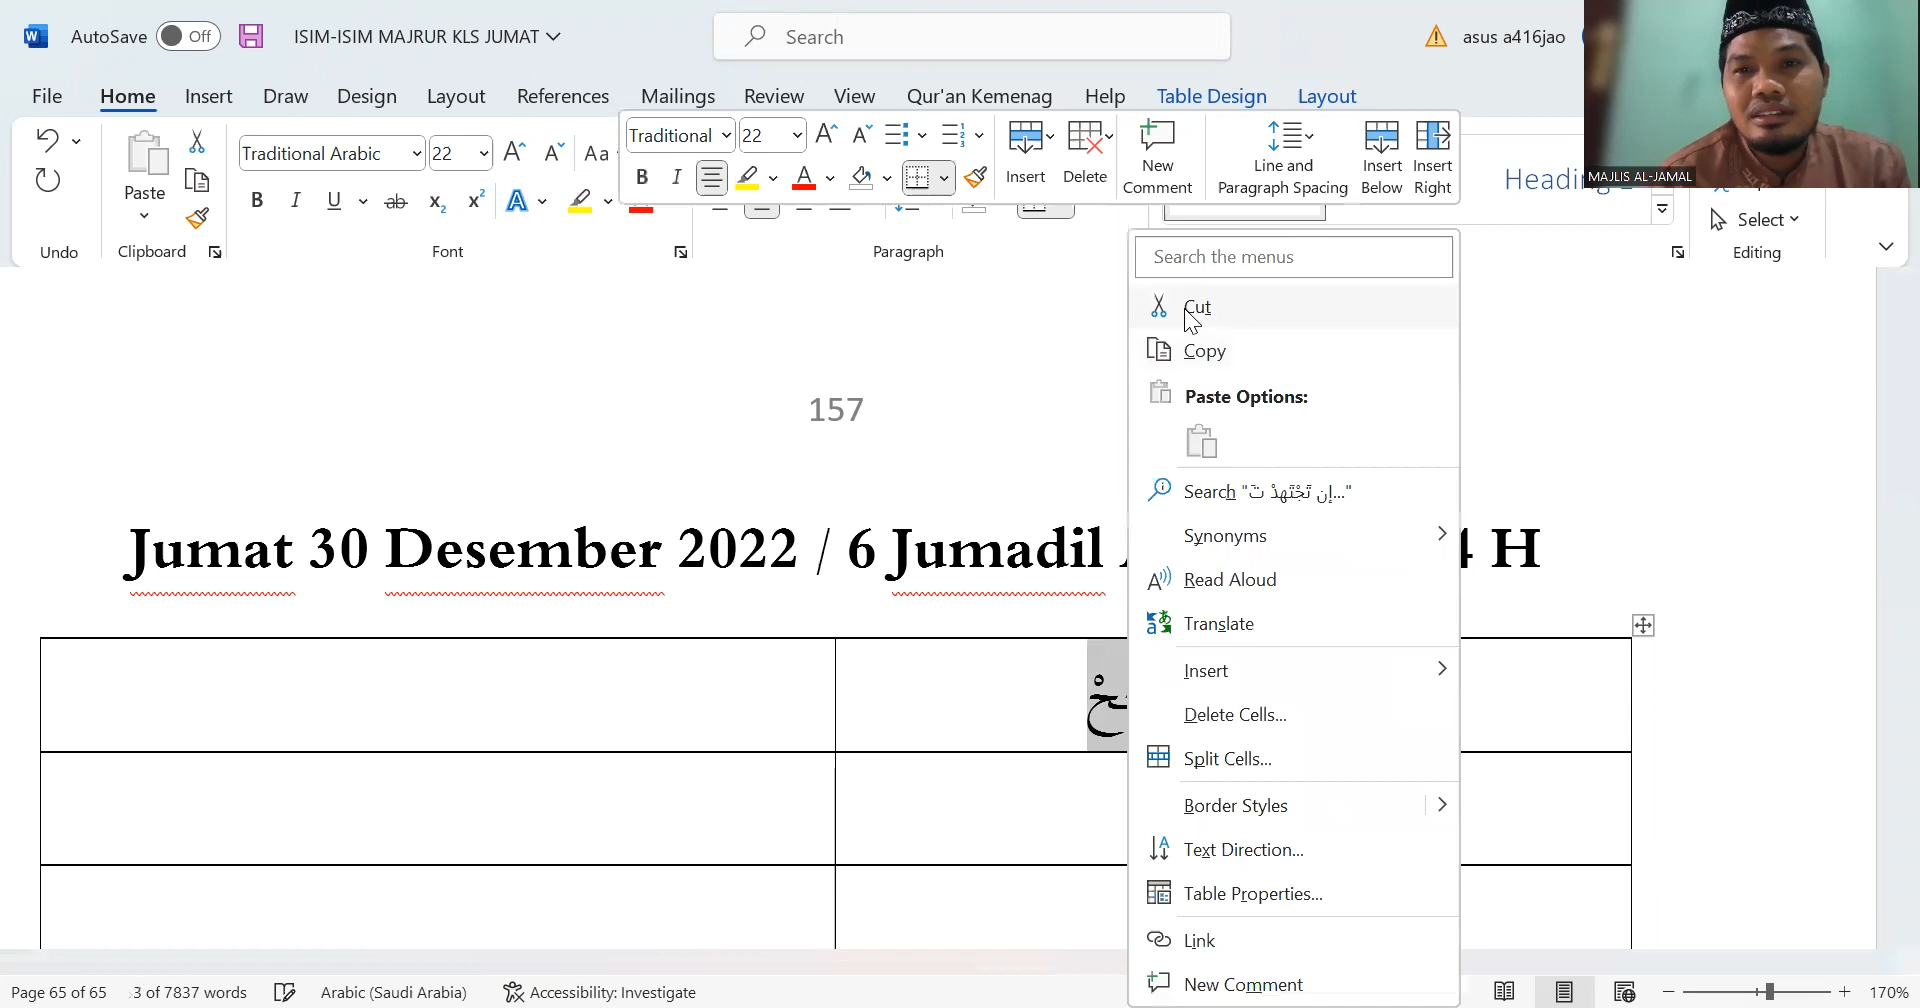 AutoSave Off ISIM-ISIM MAJRUR KLS JUMAT Search asus a416jao
File Home Insert Draw Design Layout References Mailings Review View Qur'an Kemenag Help Table Design Layout
Traditional 22
Traditional Arabic 22 Aa
Paste
New Comment
Line and Paragraph Spacing
Insert Below
Insert Right
Insert Delete
MAJLIS AL-JAMAL
Select
Undo Clipboard Font Paragraph Editing
Search the menus
Cut
Copy
Paste Options:
157
Search "إن تَجْتَهِدْ تَ..."
Synonyms
Jumat 30 Desember 2022 / 6 Jumadil H
Read Aloud
Translate
Insert
Delete Cells...
Split Cells...
Border Styles
Text Direction...
Table Properties...
Link
New Comment
Page 65 of 65 3 of 7837 words Arabic (Saudi Arabia) Accessibility: Investigate 170%